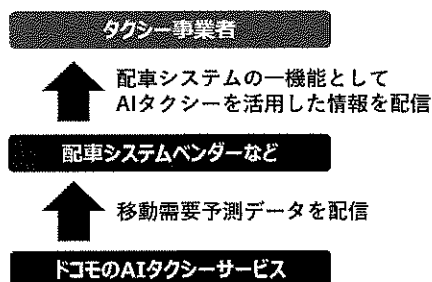 タクシー事業者
配車システムの一機能として
AIタクシーを活用した情報を配信
配車システムベンダーなど
移動需要予測データを配信
ドコモのAIタクシーサービス